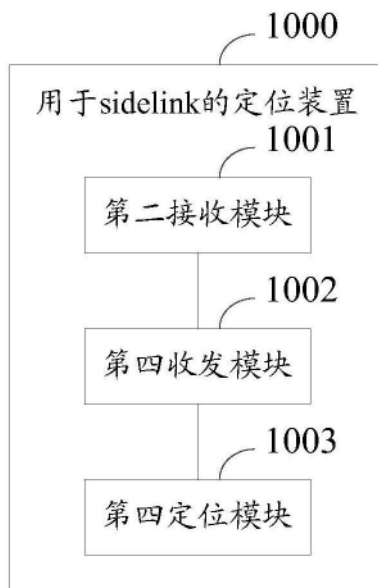 1000
用于sidelink的定位装置
1001
第二接收模块
1002
第四收发模块
1003
第四定位模块